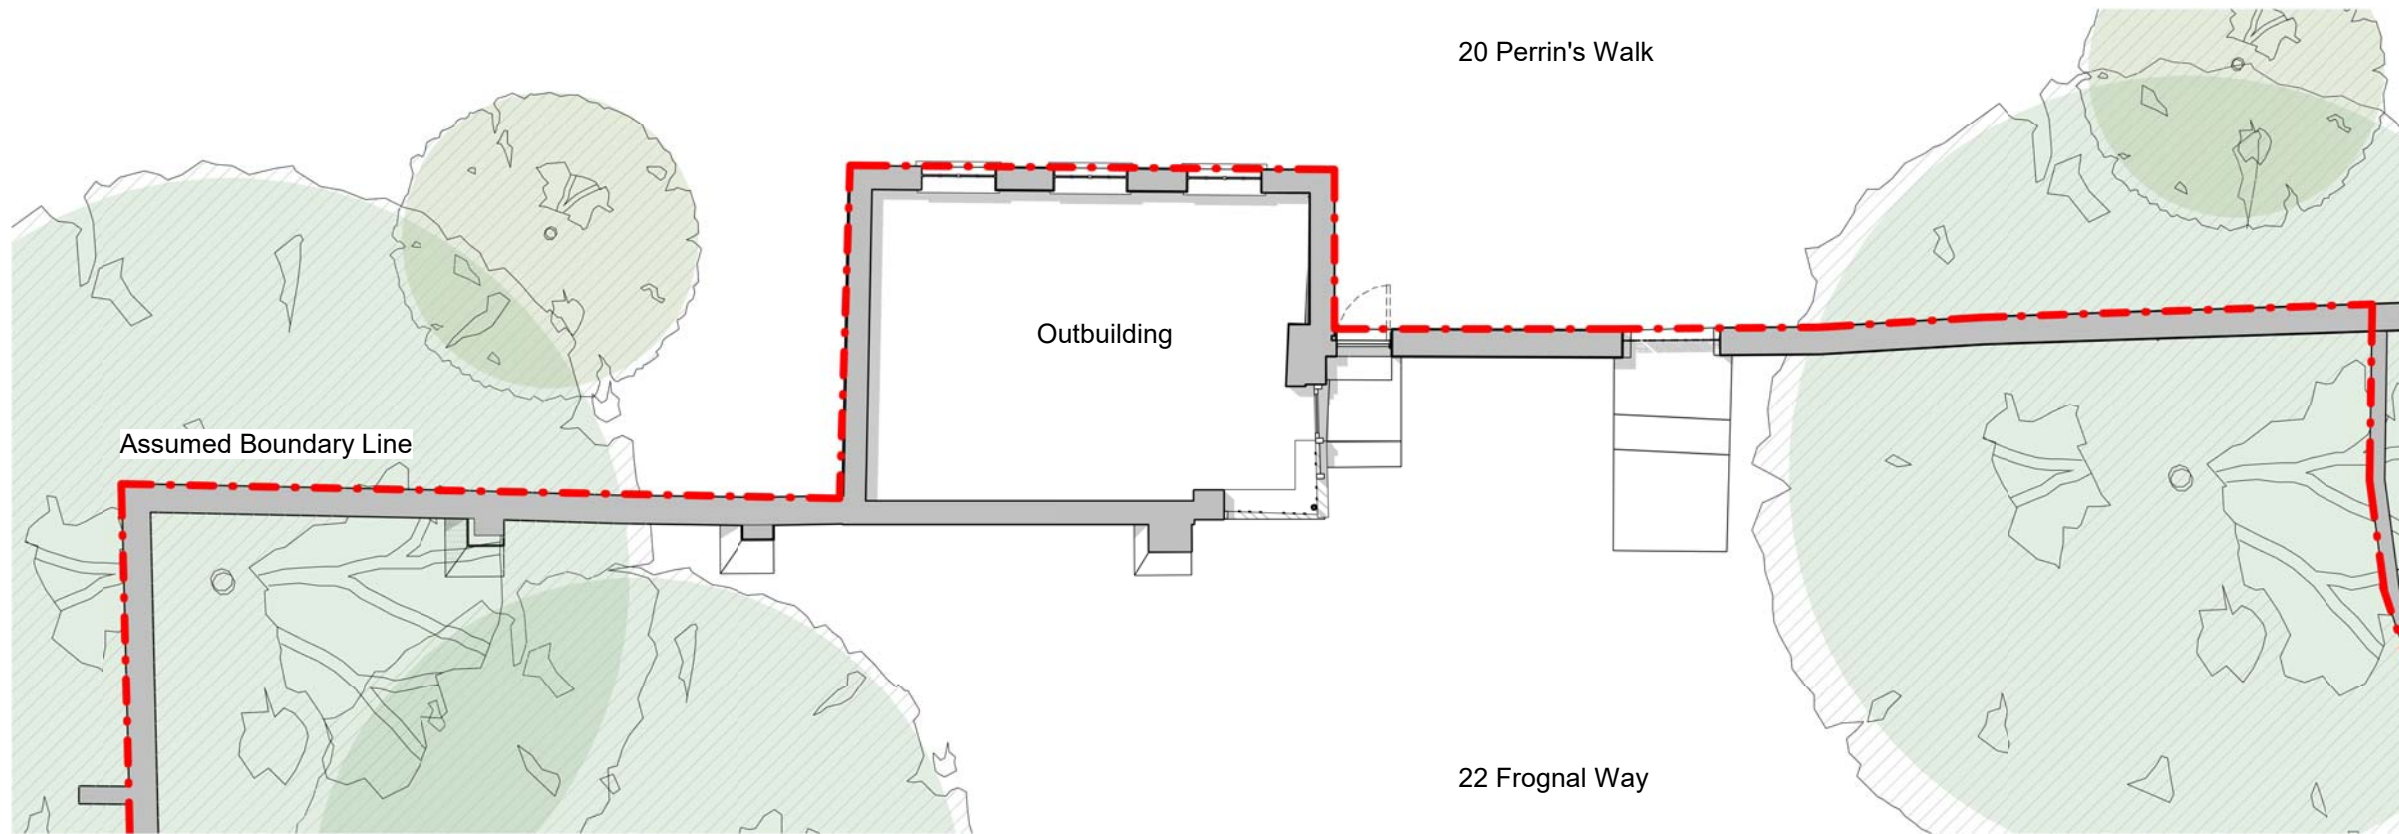 20 Perrin's Walk
Outbuilding
Assumed Boundary Line
22 Frognal Way